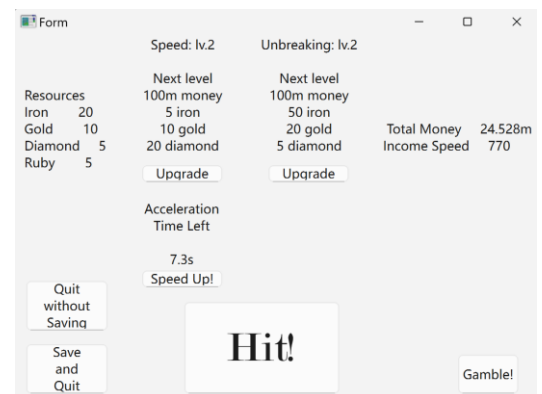 Form
Speed: lv.2
Unbreaking: lv.2
Resources
Iron 20
Gold 10
Diamond 5
Ruby 5
Next level
100m money
5 iron
10 gold
20 diamond
Upgrade
Next level
100m money
50 iron
20 gold
5 diamond
Upgrade
Total Money 24.528m
Income Speed 770
Acceleration
Time Left
7.3s
Speed Up!
Quit
without
Saving
Save
and
Quit
Hit!
Gamble!